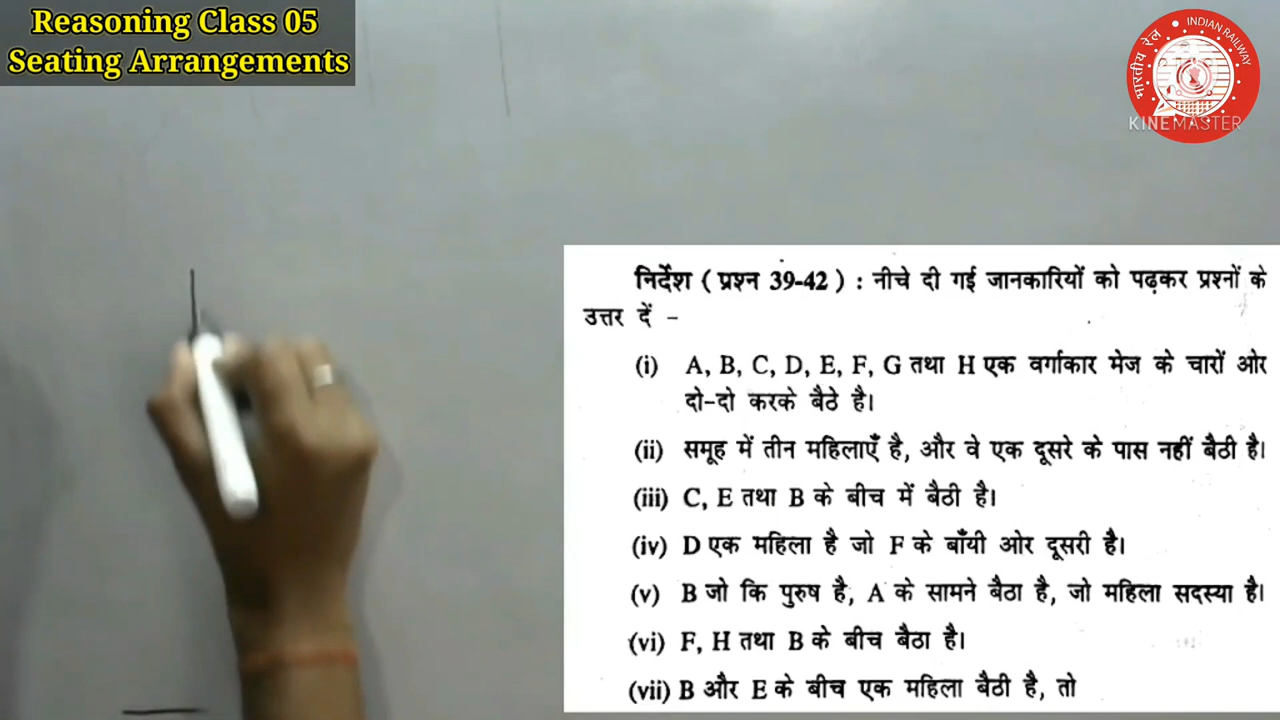 Reasoning Class 05
Seating Arrangements
भारतीय रेल
INDIAN RAILWAY
KINEMASTER
निर्देश ( प्रश्न 39-42 ) : नीचे दी गई जानकारियों को पढ़कर प्रश्नों के
उत्तर दें -
(i) A, B, C, D, E, F, G तथा H एक वर्गाकार मेज के चारों ओर
दो-दो करके बैठे है।
(ii) समूह में तीन महिलाएँ है, और वे एक दूसरे के पास नहीं बैठी है।
(iii) C, E तथा B के बीच में बैठी है।
(iv) D एक महिला है जो F के बाँयी ओर दूसरी है।
(v) B जो कि पुरुष है, A के सामने बैठा है, जो महिला सदस्या है।
(vi) F, H तथा B के बीच बैठा है।
(vii) B और E के बीच एक महिला बैठी है, तो